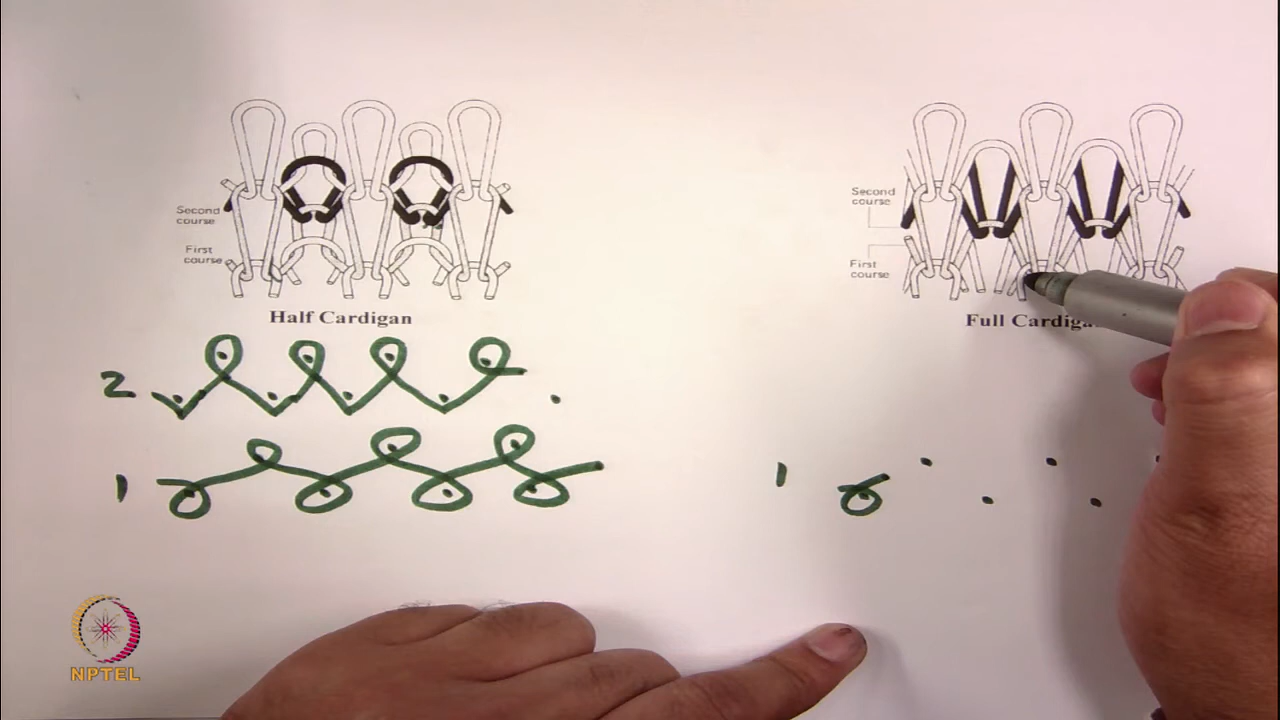 Second
course
First
course
Half Cardigan
2
1
Second
course
First
course
Full Cardiga
1
NPTEL